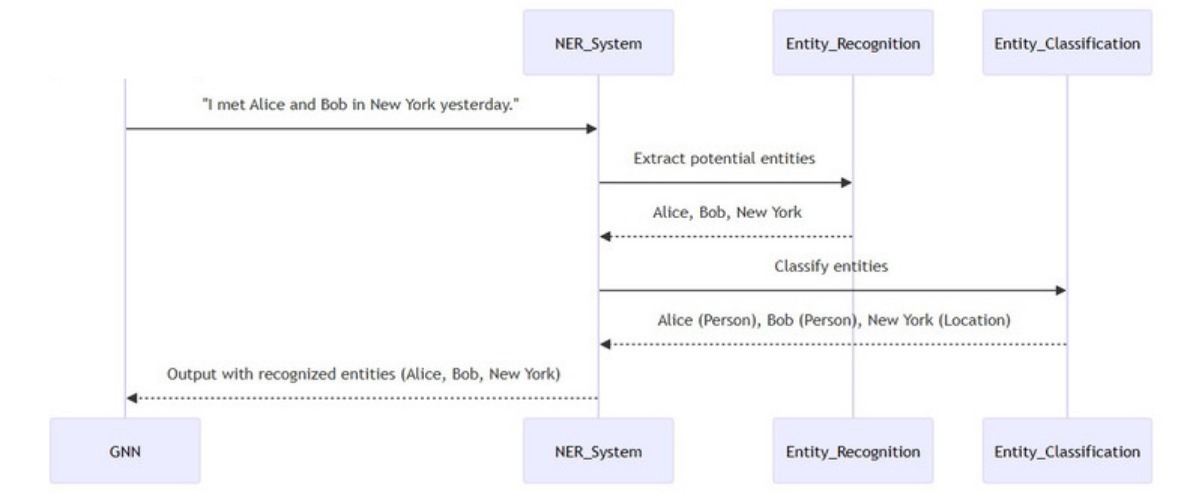 NER_System
Entity_Recognition
Entity_Classification
"I met Alice and Bob in New York yesterday."
Extract potential entities
Alice, Bob, New York
Classify entities
Alice (Person), Bob (Person), New York (Location)
Output with recognized entities (Alice, Bob, New York)
GNN
NER_System
Entity_Recognition
Entity_Classification